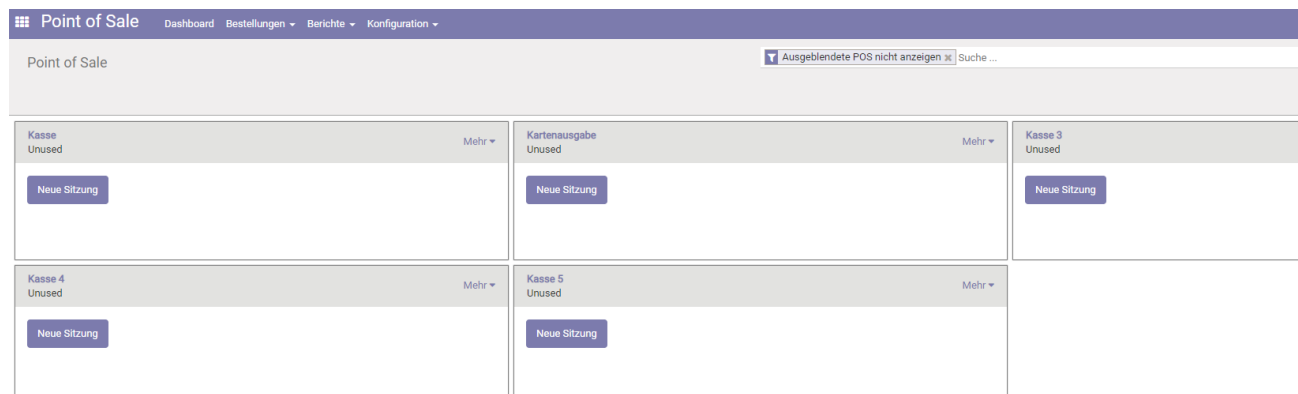 Point of Sale Dashboard Bestellungen Berichte Konfiguration
Point of Sale
Ausgeblendete POS nicht anzeigen Suche ...
Kasse
Unused
Mehr
Neue Sitzung
Kartenausgabe
Unused
Mehr
Neue Sitzung
Kasse 3
Unused
Neue Sitzung
Kasse 4
Unused
Mehr
Neue Sitzung
Kasse 5
Unused
Mehr
Neue Sitzung